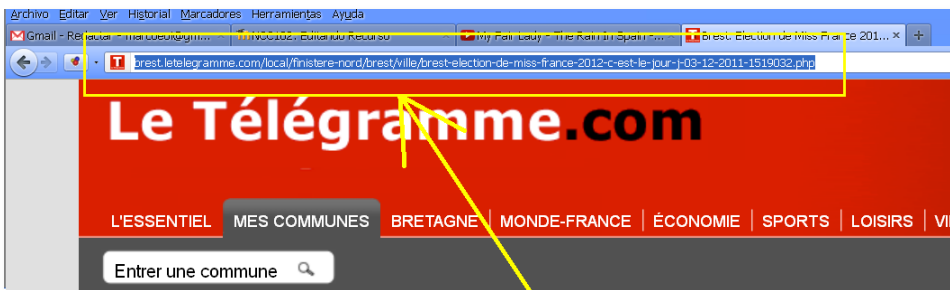 Archivo Editar Ver Historial Marcadores Herramientas Ayuda
Gmail - Redactar - Editando Recurso My Fair Lady - The Rain In Spain -... Brest. Election de Miss France 201...
brest.letelegramme.com/local/finistere-nord/brest/ville/brest-election-de-miss-france-2012-c-est-le-jour-j-03-12-2011-1519032.php
Le Télégramme.com
L'ESSENTIEL MES COMMUNES BRETAGNE MONDE-FRANCE ÉCONOMIE SPORTS LOISIRS
Entrer une commune